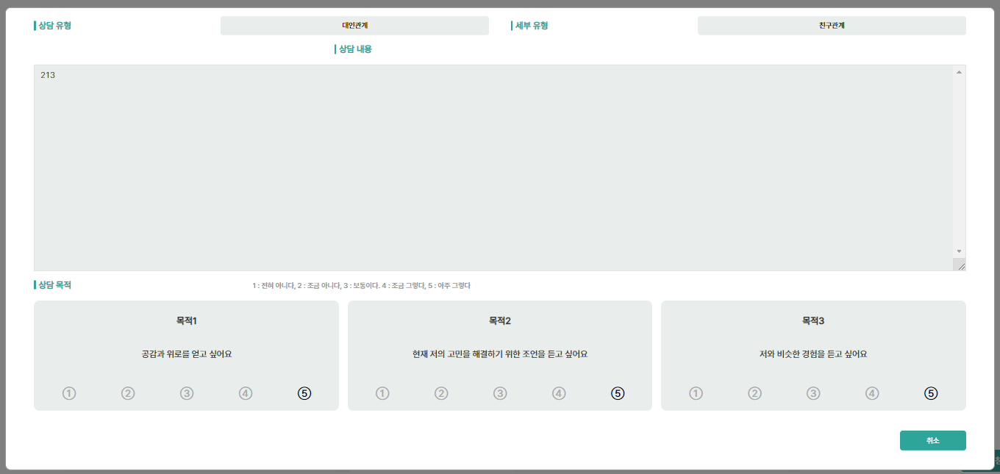 상담 유형
대인관계
세부 유형
친구관계
상담 내용
213
상담 목적
1 : 전혀 아니다, 2 : 조금 아니다, 3 : 보통이다. 4 : 조금 그렇다, 5 : 아주 그렇다
목적1
공감과 위로를 얻고 싶어요
① ② ③ ④ ⑤
목적2
현재 저의 고민을 해결하기 위한 조언을 듣고 싶어요
① ② ③ ④ ⑤
목적3
저와 비슷한 경험을 듣고 싶어요
① ② ③ ④ ⑤
취소